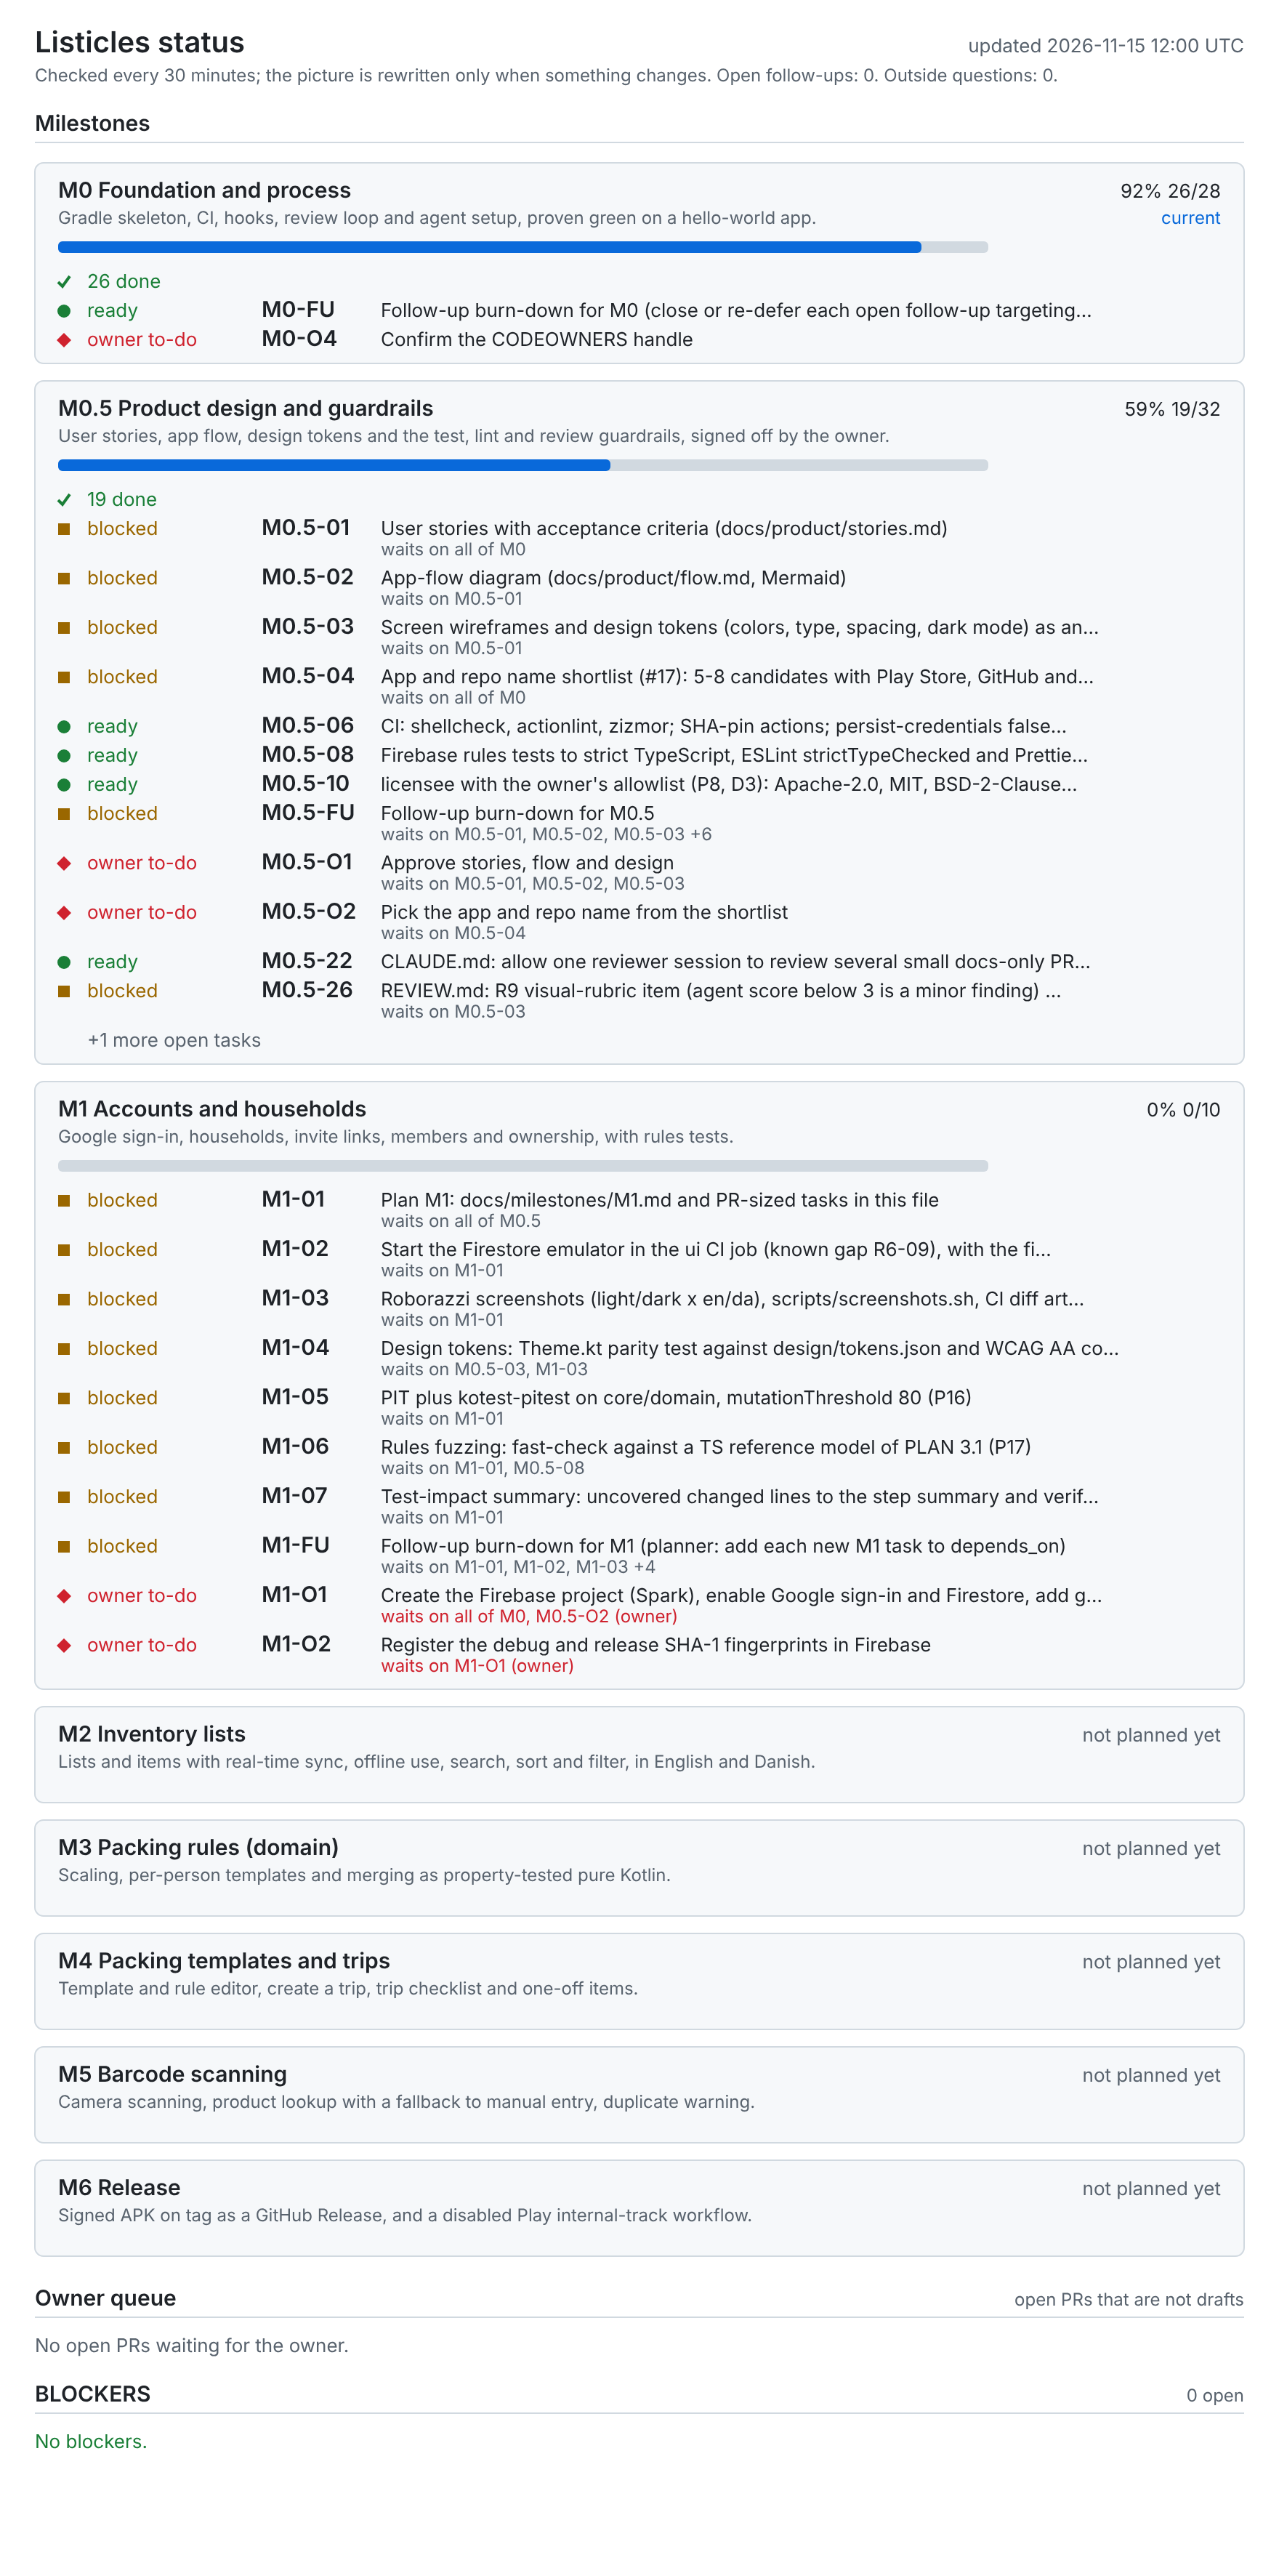 Listicles status
updated 2026-11-15 12:00 UTC
Checked every 30 minutes; the picture is rewritten only when something changes. Open follow-ups: 0. Outside questions: 0.
Milestones
M0 Foundation and process
92% 26/28
Gradle skeleton, CI, hooks, review loop and agent setup, proven green on a hello-world app.
current
26 done
ready M0-FU Follow-up burn-down for M0 (close or re-defer each open follow-up targeting...
owner to-do M0-O4 Confirm the CODEOWNERS handle
M0.5 Product design and guardrails
59% 19/32
User stories, app flow, design tokens and the test, lint and review guardrails, signed off by the owner.
19 done
blocked M0.5-01 User stories with acceptance criteria (docs/product/stories.md)
waits on all of M0
blocked M0.5-02 App-flow diagram (docs/product/flow.md, Mermaid)
waits on M0.5-01
blocked M0.5-03 Screen wireframes and design tokens (colors, type, spacing, dark mode) as an...
waits on M0.5-01
blocked M0.5-04 App and repo name shortlist (#17): 5-8 candidates with Play Store, GitHub and...
waits on all of M0
ready M0.5-06 CI: shellcheck, actionlint, zizmor; SHA-pin actions; persist-credentials false...
ready M0.5-08 Firebase rules tests to strict TypeScript, ESLint strictTypeChecked and Prettie...
ready M0.5-10 licensee with the owner's allowlist (P8, D3): Apache-2.0, MIT, BSD-2-Clause...
blocked M0.5-FU Follow-up burn-down for M0.5
waits on M0.5-01, M0.5-02, M0.5-03 +6
owner to-do M0.5-O1 Approve stories, flow and design
waits on M0.5-01, M0.5-02, M0.5-03
owner to-do M0.5-O2 Pick the app and repo name from the shortlist
waits on M0.5-04
ready M0.5-22 CLAUDE.md: allow one reviewer session to review several small docs-only PR...
blocked M0.5-26 REVIEW.md: R9 visual-rubric item (agent score below 3 is a minor finding) ...
waits on M0.5-03
+1 more open tasks
M1 Accounts and households
0% 0/10
Google sign-in, households, invite links, members and ownership, with rules tests.
blocked M1-01 Plan M1: docs/milestones/M1.md and PR-sized tasks in this file
waits on all of M0.5
blocked M1-02 Start the Firestore emulator in the ui CI job (known gap R6-09), with the fi...
waits on M1-01
blocked M1-03 Roborazzi screenshots (light/dark x en/da), scripts/screenshots.sh, CI diff art...
waits on M1-01
blocked M1-04 Design tokens: Theme.kt parity test against design/tokens.json and WCAG AA co...
waits on M0.5-03, M1-03
blocked M1-05 PIT plus kotest-pitest on core/domain, mutationThreshold 80 (P16)
waits on M1-01
blocked M1-06 Rules fuzzing: fast-check against a TS reference model of PLAN 3.1 (P17)
waits on M1-01, M0.5-08
blocked M1-07 Test-impact summary: uncovered changed lines to the step summary and verif...
waits on M1-01
blocked M1-FU Follow-up burn-down for M1 (planner: add each new M1 task to depends_on)
waits on M1-01, M1-02, M1-03 +4
owner to-do M1-O1 Create the Firebase project (Spark), enable Google sign-in and Firestore, add g...
waits on all of M0, M0.5-O2 (owner)
owner to-do M1-O2 Register the debug and release SHA-1 fingerprints in Firebase
waits on M1-O1 (owner)
M2 Inventory lists
not planned yet
Lists and items with real-time sync, offline use, search, sort and filter, in English and Danish.
M3 Packing rules (domain)
not planned yet
Scaling, per-person templates and merging as property-tested pure Kotlin.
M4 Packing templates and trips
not planned yet
Template and rule editor, create a trip, trip checklist and one-off items.
M5 Barcode scanning
not planned yet
Camera scanning, product lookup with a fallback to manual entry, duplicate warning.
M6 Release
not planned yet
Signed APK on tag as a GitHub Release, and a disabled Play internal-track workflow.
Owner queue
open PRs that are not drafts
No open PRs waiting for the owner.
BLOCKERS
0 open
No blockers.